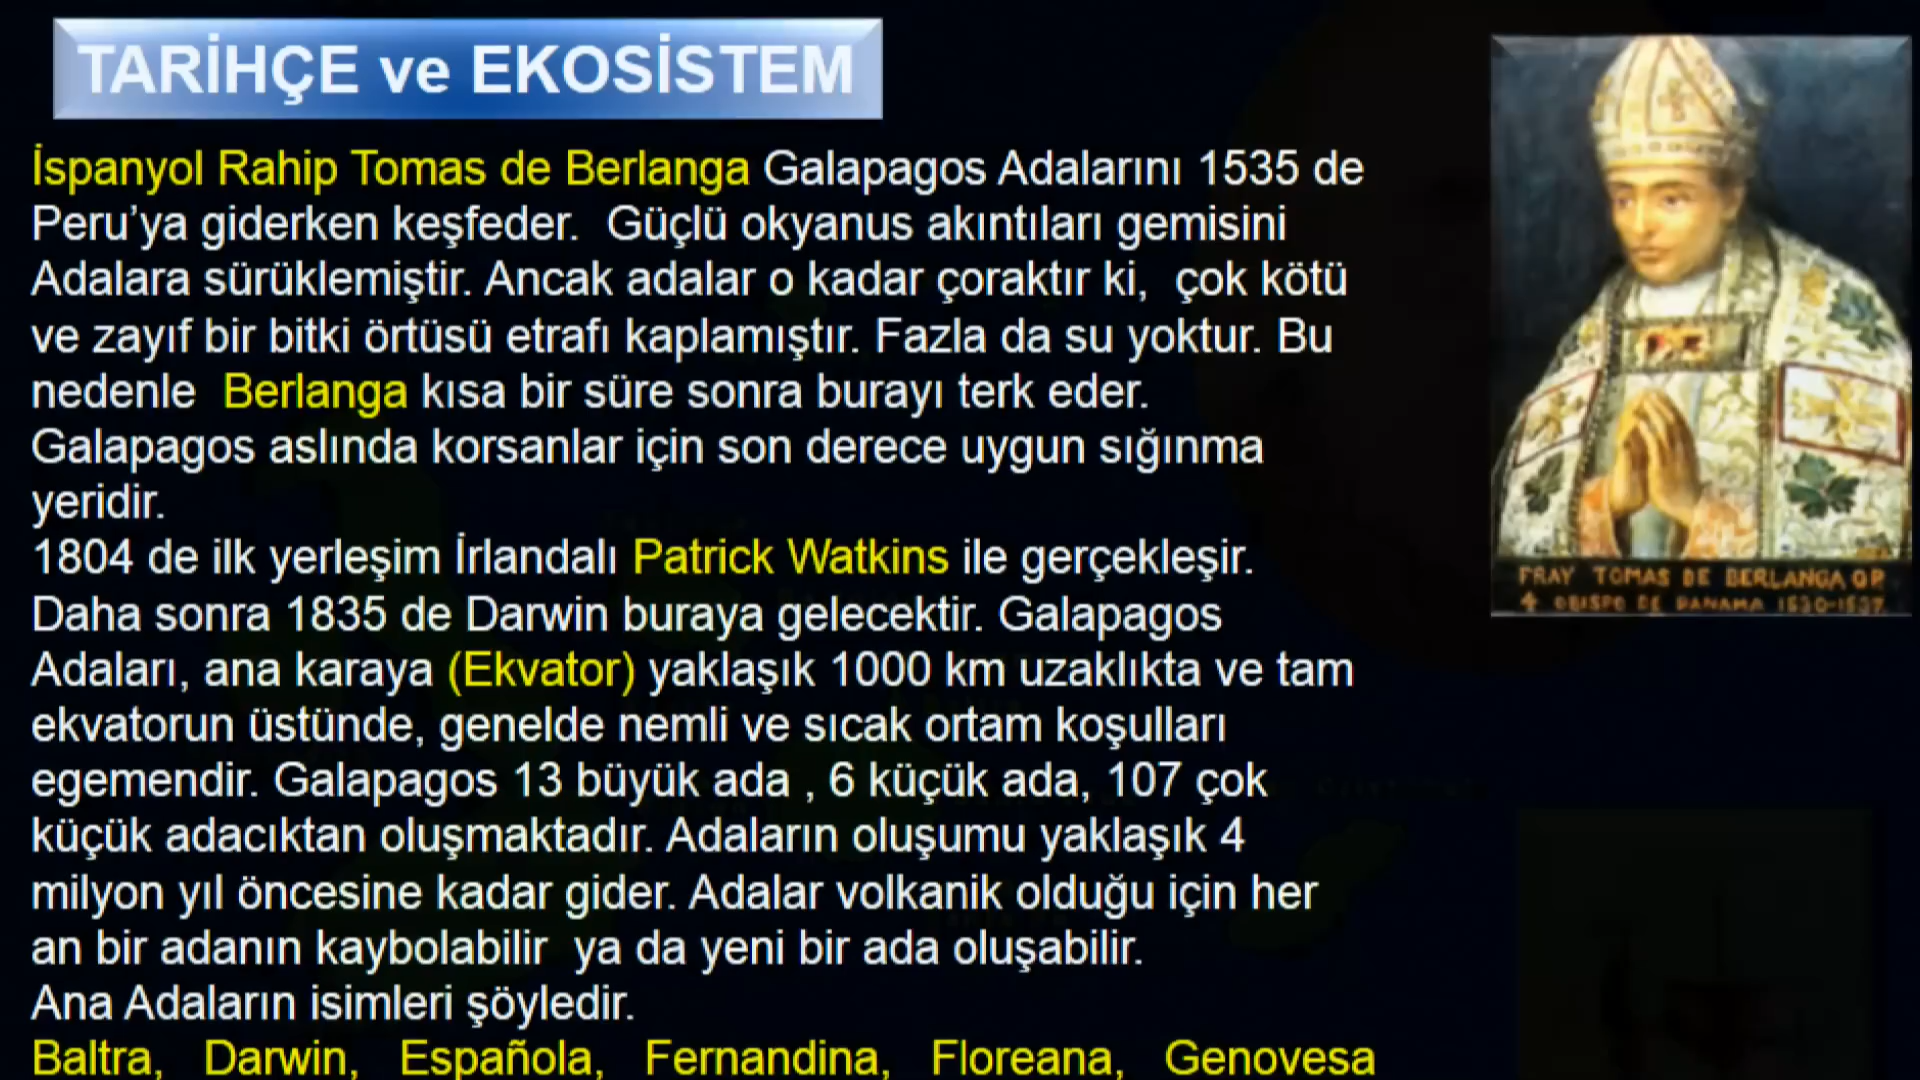 TARİHÇE ve EKOSİSTEM
İspanyol Rahip Tomas de Berlanga Galapagos Adalarını 1535 de
Peru’ya giderken keşfeder. Güçlü okyanus akıntıları gemisini
Adalara sürüklemiştir. Ancak adalar o kadar çoraktır ki, çok kötü
ve zayıf bir bitki örtüsü etrafı kaplamıştır. Fazla da su yoktur. Bu
nedenle Berlanga kısa bir süre sonra burayı terk eder.
Galapagos aslında korsanlar için son derece uygun sığınma
yeridir.
1804 de ilk yerleşim İrlandalı Patrick Watkins ile gerçekleşir.
Daha sonra 1835 de Darwin buraya gelecektir. Galapagos
Adaları, ana karaya (Ekvator) yaklaşık 1000 km uzaklıkta ve tam
ekvatorun üstünde, genelde nemli ve sıcak ortam koşulları
egemendir. Galapagos 13 büyük ada , 6 küçük ada, 107 çok
küçük adacıktan oluşmaktadır. Adaların oluşumu yaklaşık 4
milyon yıl öncesine kadar gider. Adalar volkanik olduğu için her
an bir adanın kaybolabilir ya da yeni bir ada oluşabilir.
Ana Adaların isimleri şöyledir.
Baltra, Darwin, Española, Fernandina, Floreana, Genovesa
FRAY TOMAS DE BERLANGA OP
4 OBISPO DE PANAMA 1530-1537